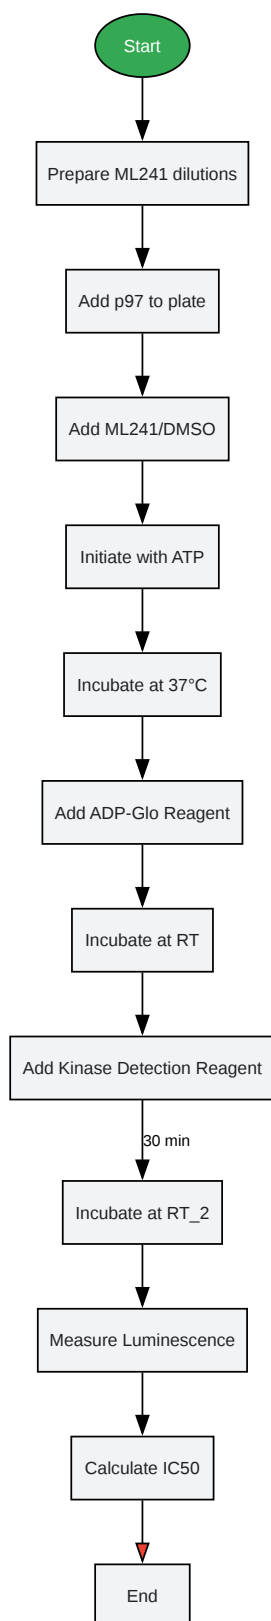 Start
Prepare ML241 dilutions
Add p97 to plate
Add ML241/DMSO
Initiate with ATP
Incubate at 37°C
Add ADP-Glo Reagent
Incubate at RT
Add Kinase Detection Reagent
30 min
Incubate at RT_2
Measure Luminescence
Calculate IC50
End